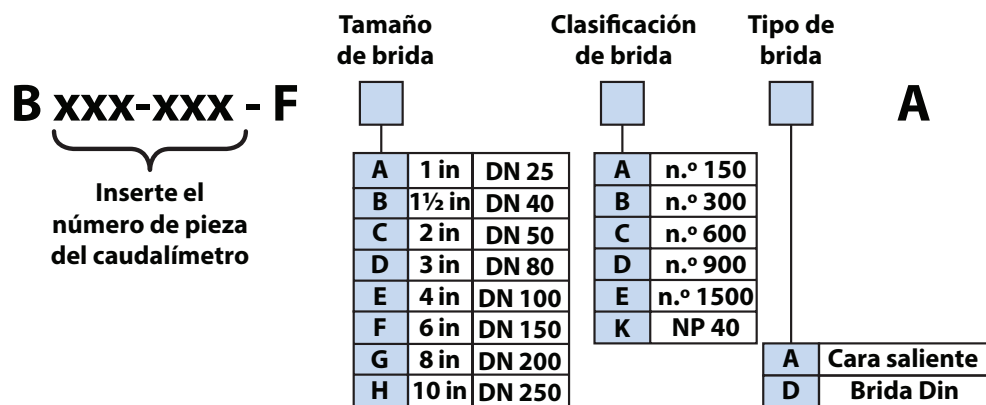 Tamaño de brida
Clasificación de brida
Tipo de brida
B xxx-xxx - F
A
Inserte el
número de pieza
del caudalímetro
A 1 in DN 25
B 1½ in DN 40
C 2 in DN 50
D 3 in DN 80
E 4 in DN 100
F 6 in DN 150
G 8 in DN 200
H 10 in DN 250
A n.º 150
B n.º 300
C n.º 600
D n.º 900
E n.º 1500
K NP 40
A Cara saliente
D Brida Din